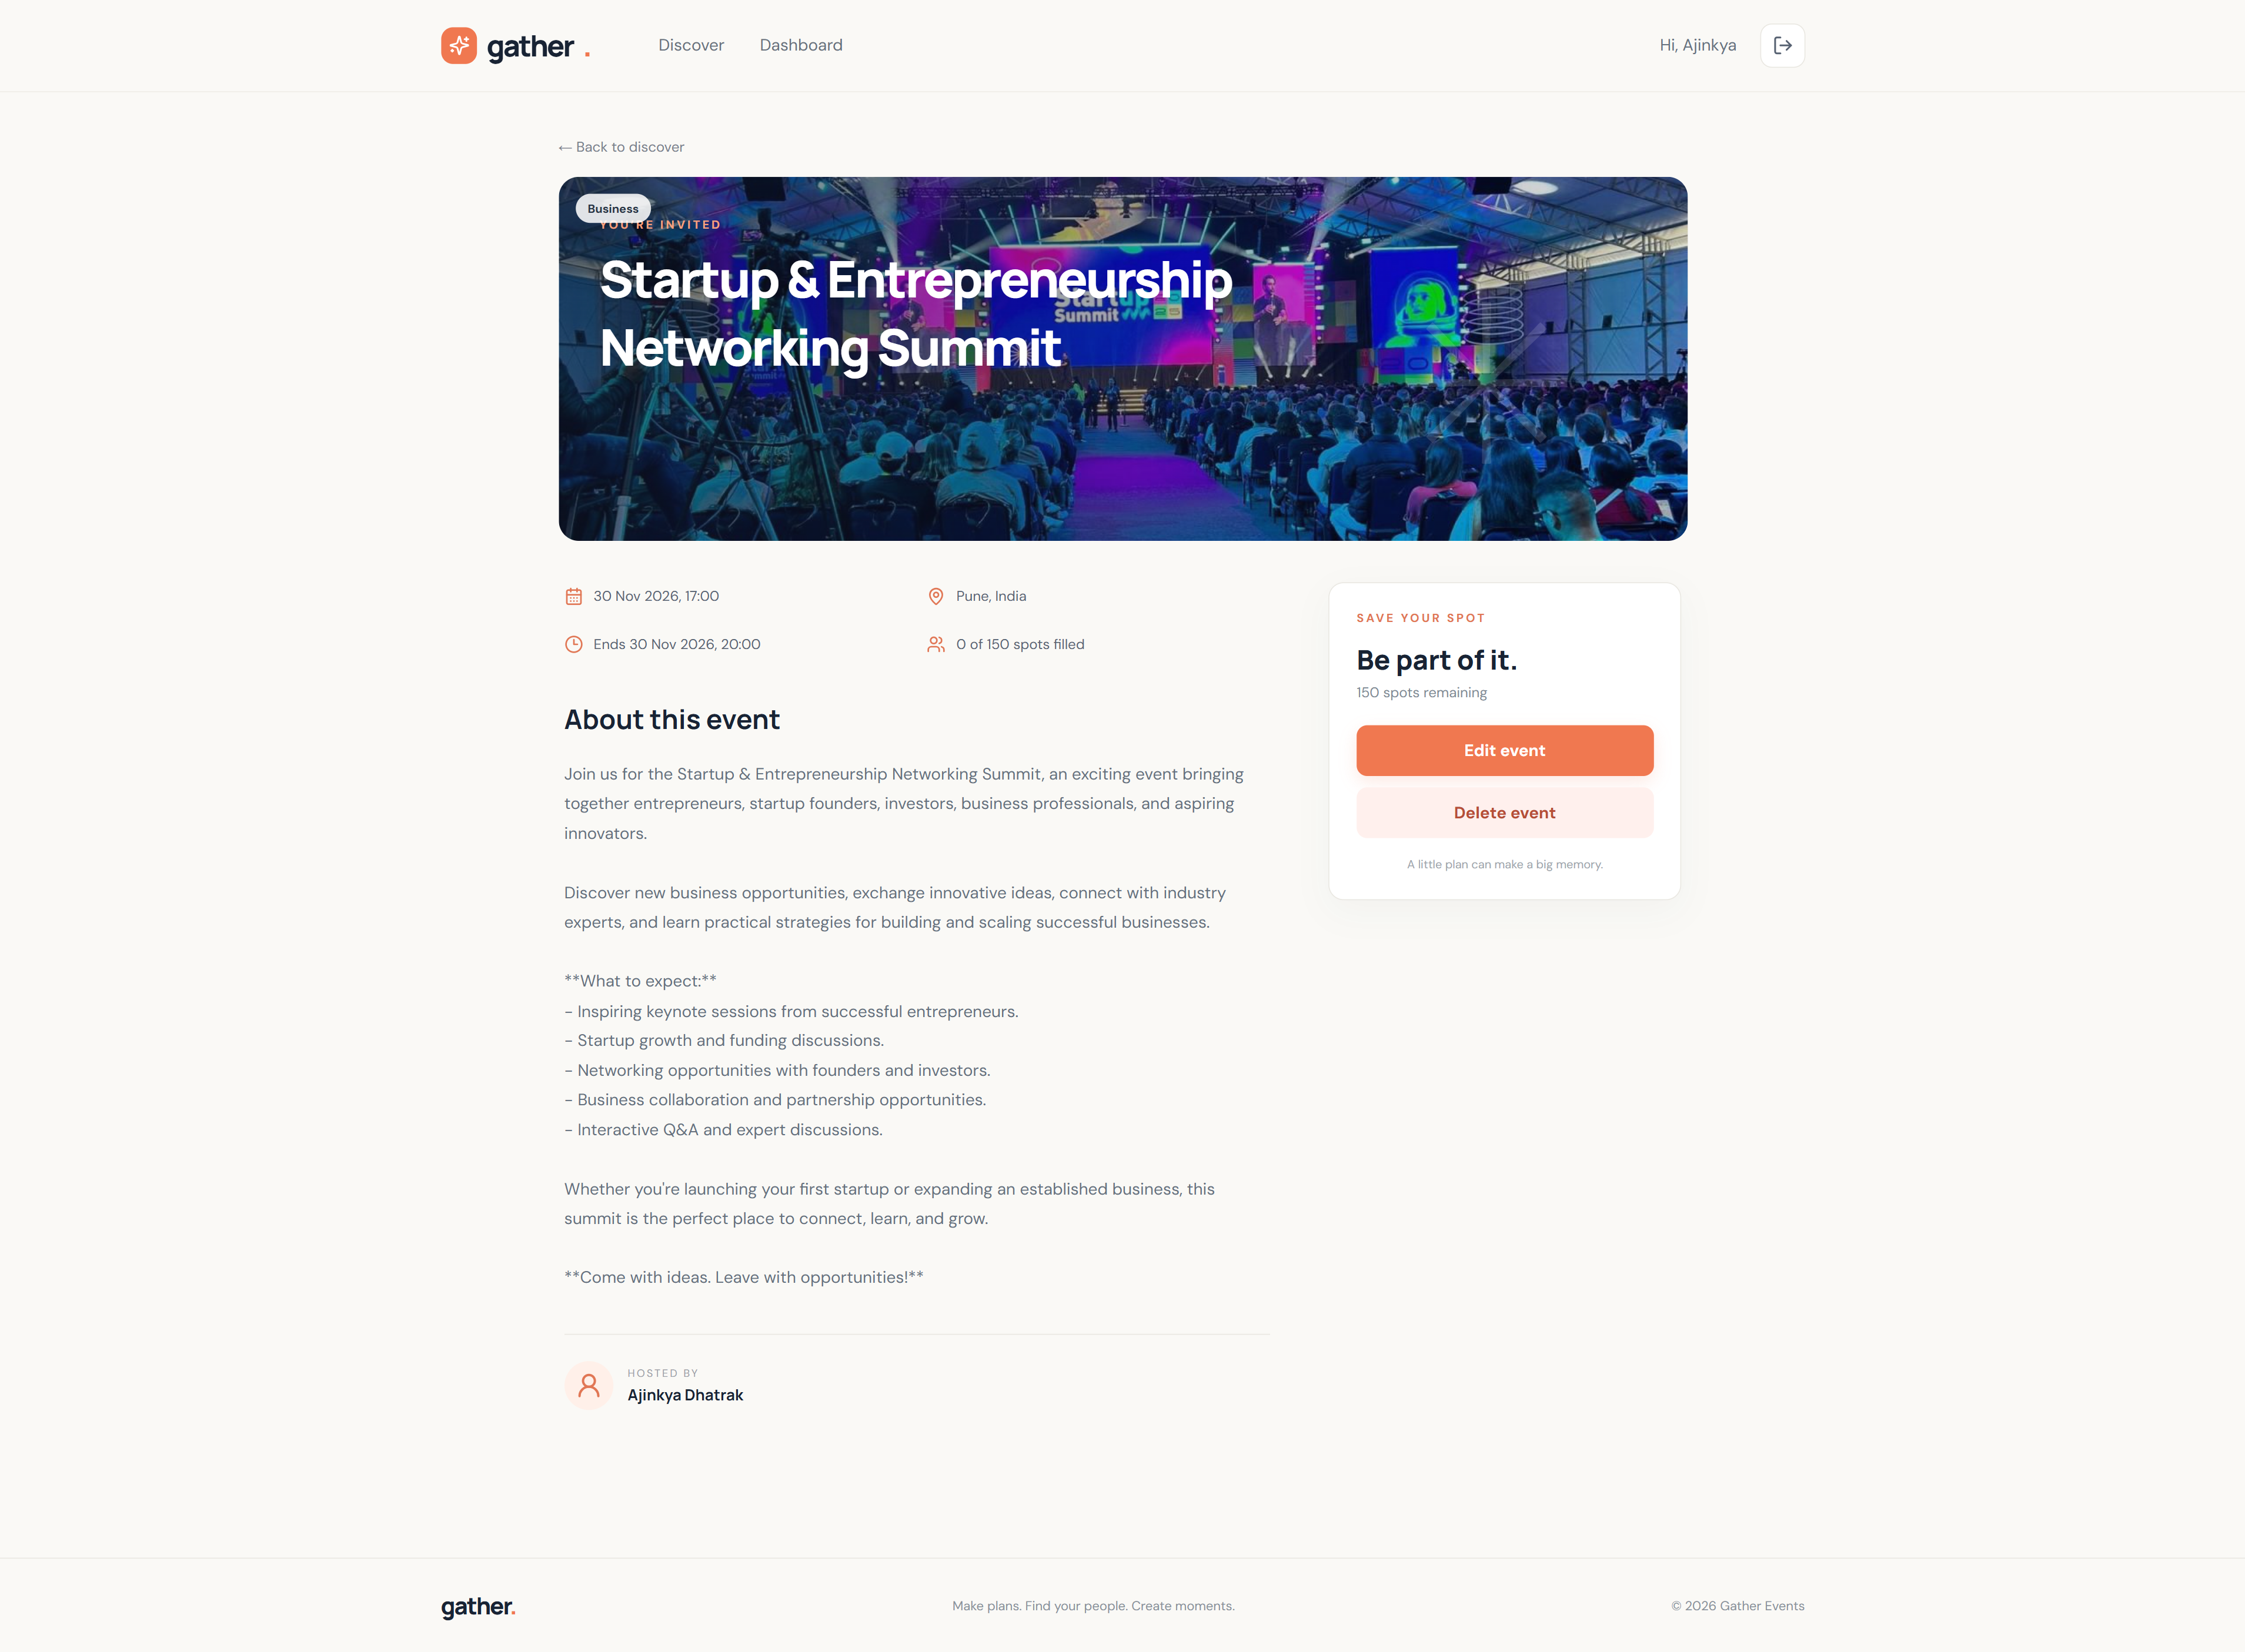 gather.
Discover
Dashboard
Hi, Ajinkya
← Back to discover
Business
YOU'RE INVITED
Startup & Entrepreneurship
Networking Summit
Startup
Summit
25
30 Nov 2026, 17:00
Pune, India
Ends 30 Nov 2026, 20:00
0 of 150 spots filled
About this event
Join us for the Startup & Entrepreneurship Networking Summit, an exciting event bringing
together entrepreneurs, startup founders, investors, business professionals, and aspiring
innovators.
Discover new business opportunities, exchange innovative ideas, connect with industry
experts, and learn practical strategies for building and scaling successful businesses.
**What to expect:**
- Inspiring keynote sessions from successful entrepreneurs.
- Startup growth and funding discussions.
- Networking opportunities with founders and investors.
- Business collaboration and partnership opportunities.
- Interactive Q&A and expert discussions.
Whether you're launching your first startup or expanding an established business, this
summit is the perfect place to connect, learn, and grow.
**Come with ideas. Leave with opportunities!**
HOSTED BY
Ajinkya Dhatrak
SAVE YOUR SPOT
Be part of it.
150 spots remaining
Edit event
Delete event
A little plan can make a big memory.
gather.
Make plans. Find your people. Create moments.
© 2026 Gather Events